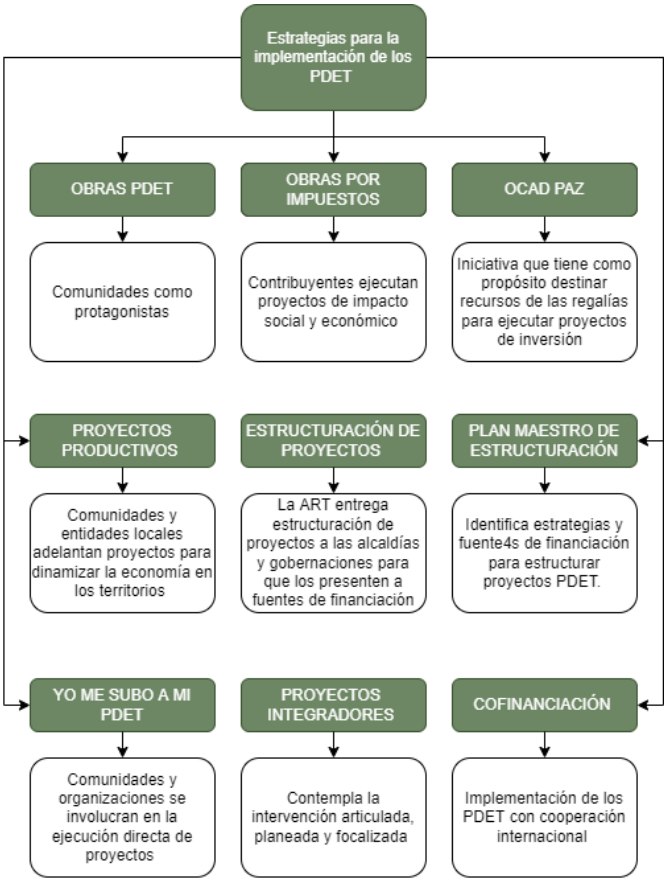 Estrategias para la
implementación de los
PDET
OBRAS PDET
Comunidades como
protagonistas
OBRAS POR
IMPUESTOS
Contribuyentes ejecutan
proyectos de impacto
social y económico
OCAD PAZ
Iniciativa que tiene como
propósito destinar
recursos de las regalías
para ejecutar proyectos
de inversión
PROYECTOS
PRODUCTIVOS
Comunidades y
entidades locales
adelantan proyectos para
dinamizar la economía en
los territorios
ESTRUCTURACIÓN DE
PROYECTOS
La ART entrega
estructuración de
proyectos a las alcaldías
y gobernaciones para
que los presenten a
fuentes de financiación
PLAN MAESTRO DE
ESTRUCTURACIÓN
Identifica estrategias y
fuente4s de financiación
para estructurar
proyectos PDET.
YO ME SUBO A MI
PDET
Comunidades y
organizaciones se
involucran en la
ejecución directa de
proyectos
PROYECTOS
INTEGRADORES
Contempla la
intervención articulada,
planeada y focalizada
COFINANCIACIÓN
Implementación de los
PDET con cooperación
internacional